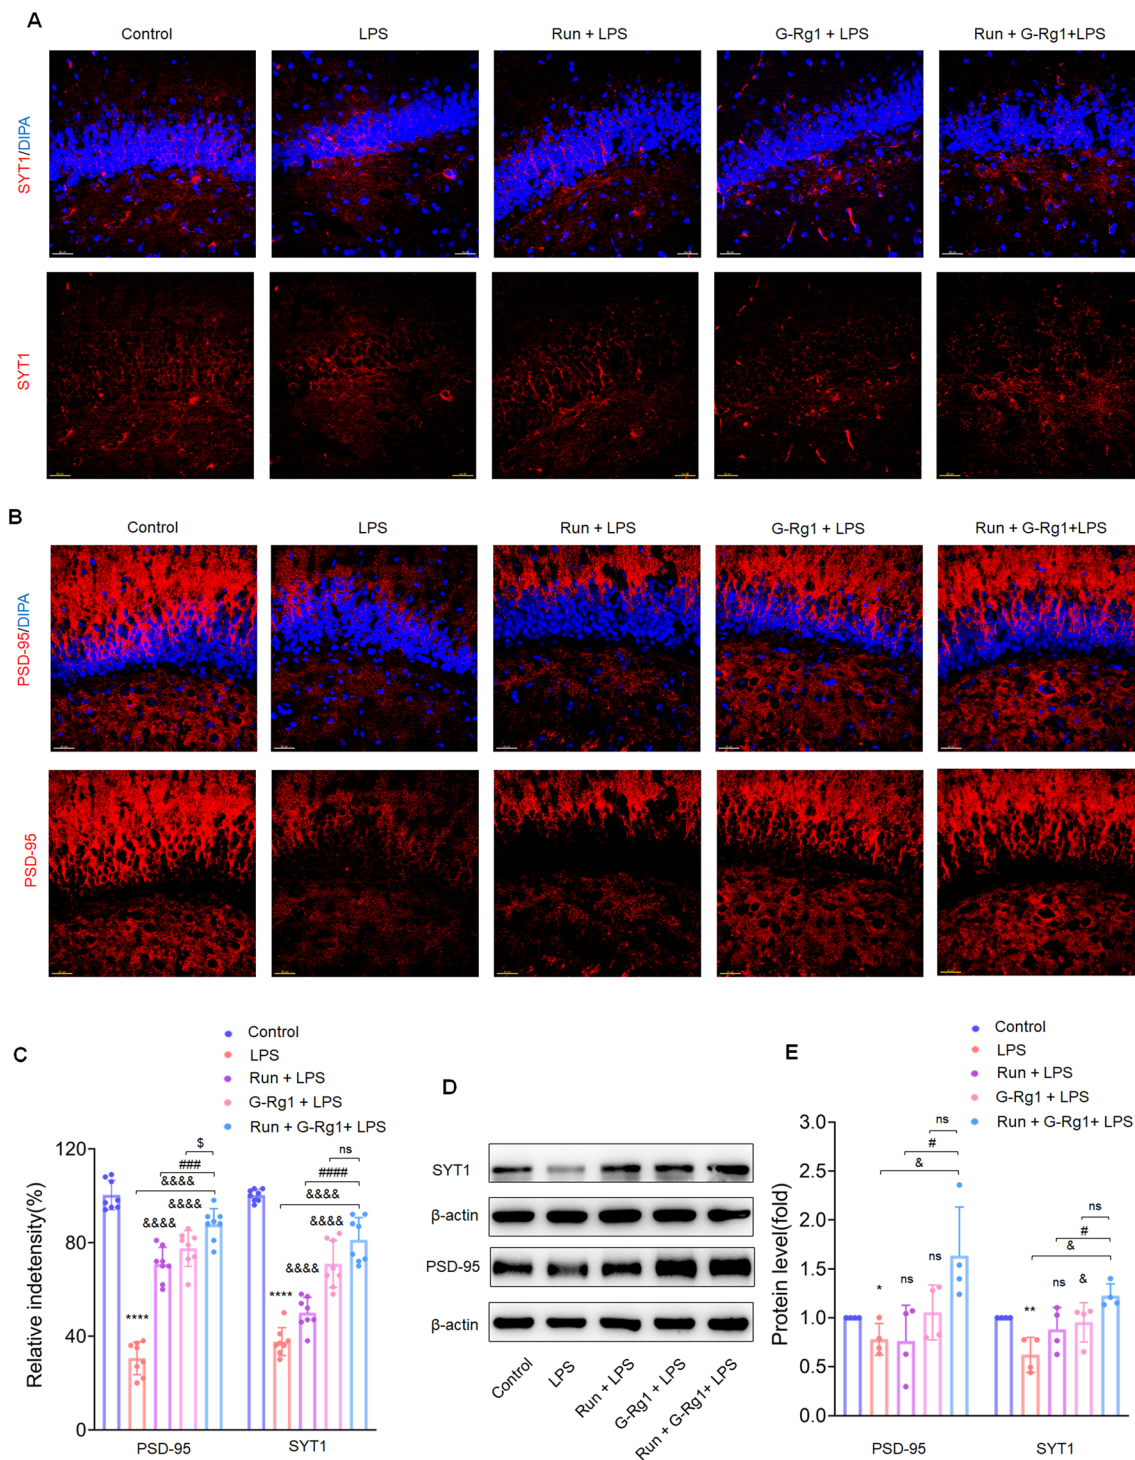 A
Control
LPS
Run + LPS
G-Rg1 + LPS
Run + G-Rg1+LPS
SYT1/DIPA
SYT1
B
Control
LPS
Run + LPS
G-Rg1 + LPS
Run + G-Rg1+LPS
PSD-95/DIPA
PSD-95
C
Control
LPS
Run + LPS
G-Rg1 + LPS
Run + G-Rg1+ LPS
Relative indetensity(%)
120
80
40
0
$
###
&&&&
&&&&
&&&&
****
ns
####
&&&&
&&&&
&&&&
****
PSD-95
SYT1
D
SYT1
β-actin
PSD-95
β-actin
Control
LPS
Run + LPS
G-Rg1 + LPS
Run + G-Rg1+ LPS
E
Control
LPS
Run + LPS
G-Rg1 + LPS
Run + G-Rg1+ LPS
Protein level(fold)
3.0
2.5
2.0
1.5
1.0
0.5
0.0
ns
#
&
ns
ns
*
ns
#
&
ns
&
**
PSD-95
SYT1